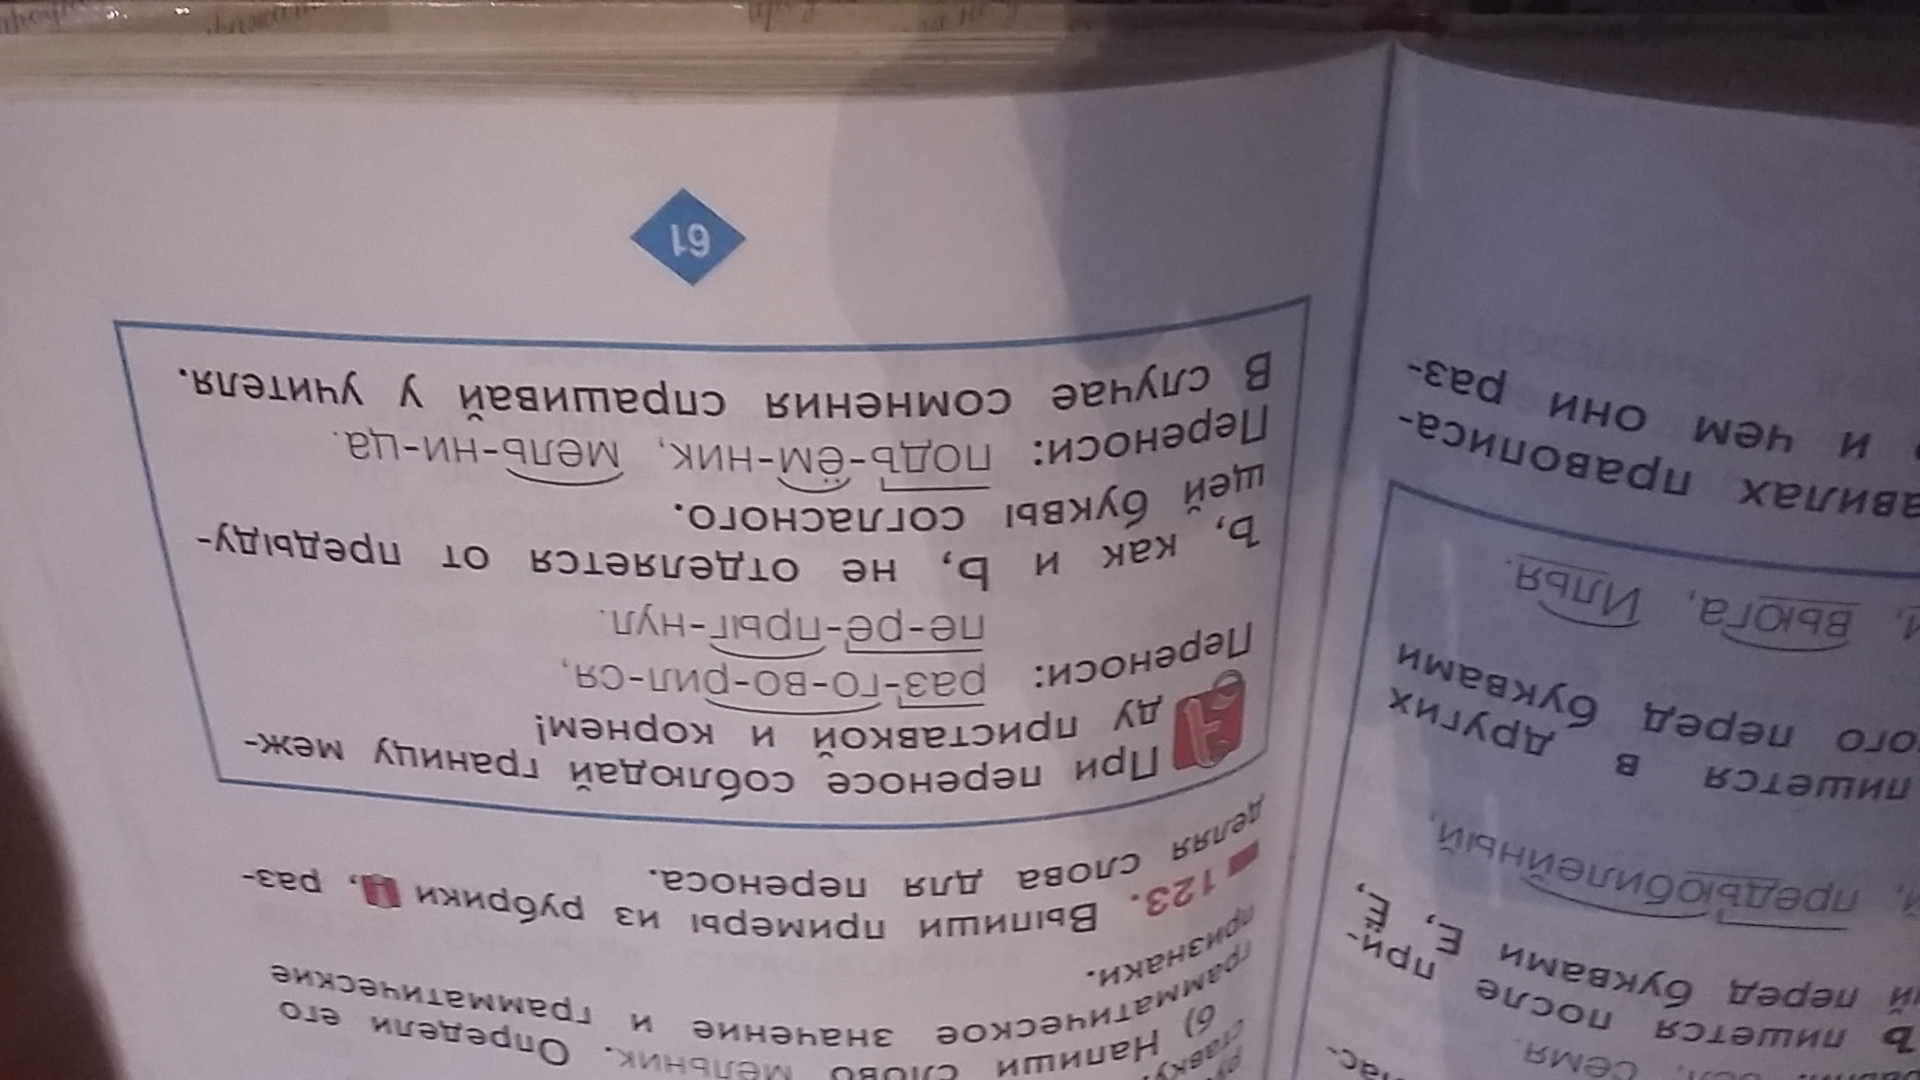 пишется после при-
перед буквами Е, Ё,
предъюбилейный,
пишется в других
перед буквами
вьюга, Илья.
правописа-
и чем они раз-
б) Напиши слово мельник. Определи его
грамматическое значение и грамматические
признаки.
123. Выпиши примеры из рубрики , раз-
деляя слова для переноса.
При переносе соблюдай границу меж-
ду приставкой и корнем!
Переноси: раз-го-во-рил-ся,
пе-ре-прыг-нул.
Ъ, как и Ь, не отделяется от предыду-
щей буквы согласного.
Переноси: подъ-ём-ник, мель-ни-ца.
В случае сомнения спрашивай у учителя.
61